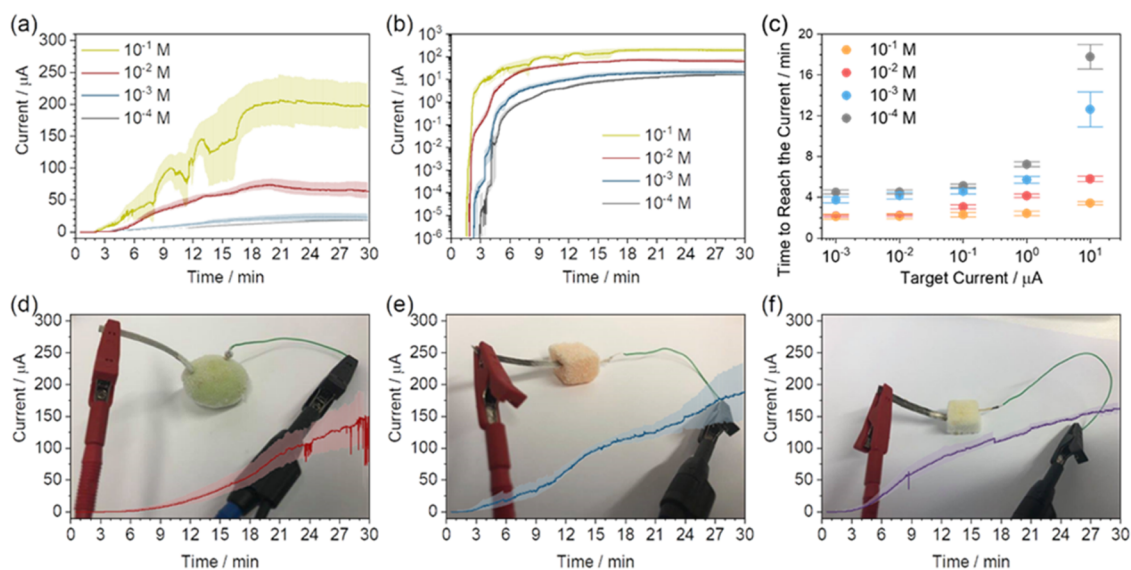 (a)
Current / μA
300
250
200
150
100
50
0
10⁻¹ M
10⁻² M
10⁻³ M
10⁻⁴ M
0 3 6 9 12 15 18 21 24 27 30
Time / min
(b)
Current / μA
10³
10²
10¹
10⁰
10⁻¹
10⁻²
10⁻³
10⁻⁴
10⁻⁵
10⁻⁶
10⁻¹ M
10⁻² M
10⁻³ M
10⁻⁴ M
0 3 6 9 12 15 18 21 24 27 30
Time / min
(c)
Time to Reach the Current / min
20
16
12
8
4
0
10⁻¹ M
10⁻² M
10⁻³ M
10⁻⁴ M
10⁻³ 10⁻² 10⁻¹ 10⁰ 10¹
Target Current / μA
(d)
Current / μA
300
250
200
150
100
50
0
0 3 6 9 12 15 18 21 24 27 30
Time / min
(e)
Current / μA
300
250
200
150
100
50
0
0 3 6 9 12 15 18 21 24 27 30
Time / min
(f)
Current / μA
300
250
200
150
100
50
0
0 3 6 9 12 15 18 21 24 27 30
Time / min